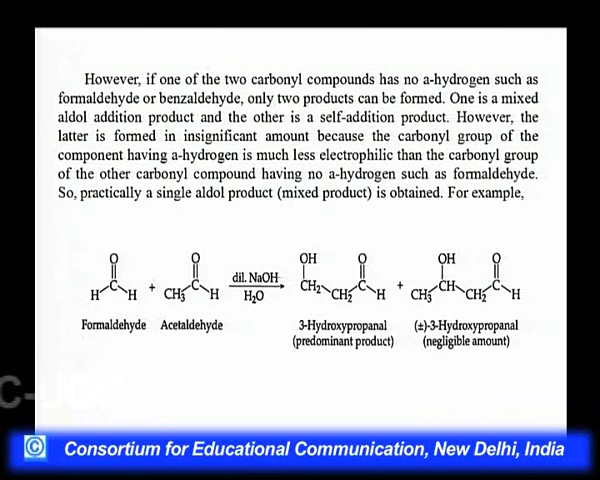 However, if one of the two carbonyl compounds has no a-hydrogen such as
formaldehyde or benzaldehyde, only two products can be formed. One is a mixed
aldol addition product and the other is a self-addition product. However, the
latter is formed in insignificant amount because the carbonyl group of the
component having a-hydrogen is much less electrophilic than the carbonyl group
of the other carbonyl compound having no a-hydrogen such as formaldehyde.
So, practically a single aldol product (mixed product) is obtained. For example,
O O OH O OH O
H C H + CH3 C H dil. NaOH CH2 CH2 C H + CH3 CH CH2 C H
H2O
Formaldehyde Acetaldehyde 3-Hydroxypropanal (±)-3-Hydroxypropanal
(predominant product) (negligible amount)
© Consortium for Educational Communication, New Delhi, India